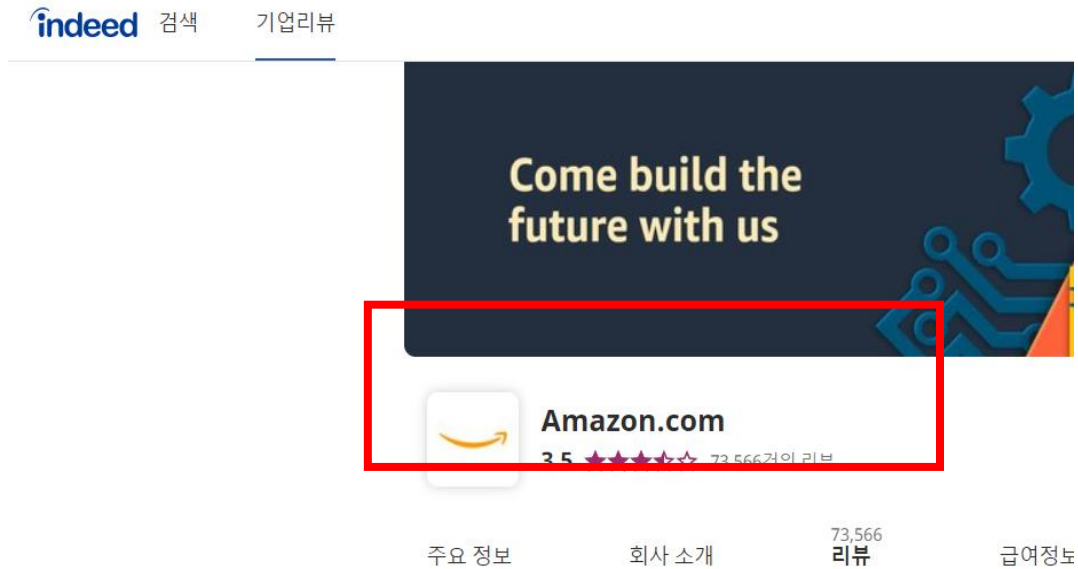 indeed 검색 기업리뷰
Come build the
future with us
Amazon.com
3.5 73,566건의 리뷰
73,566
주요 정보 회사 소개 리뷰 급여정보